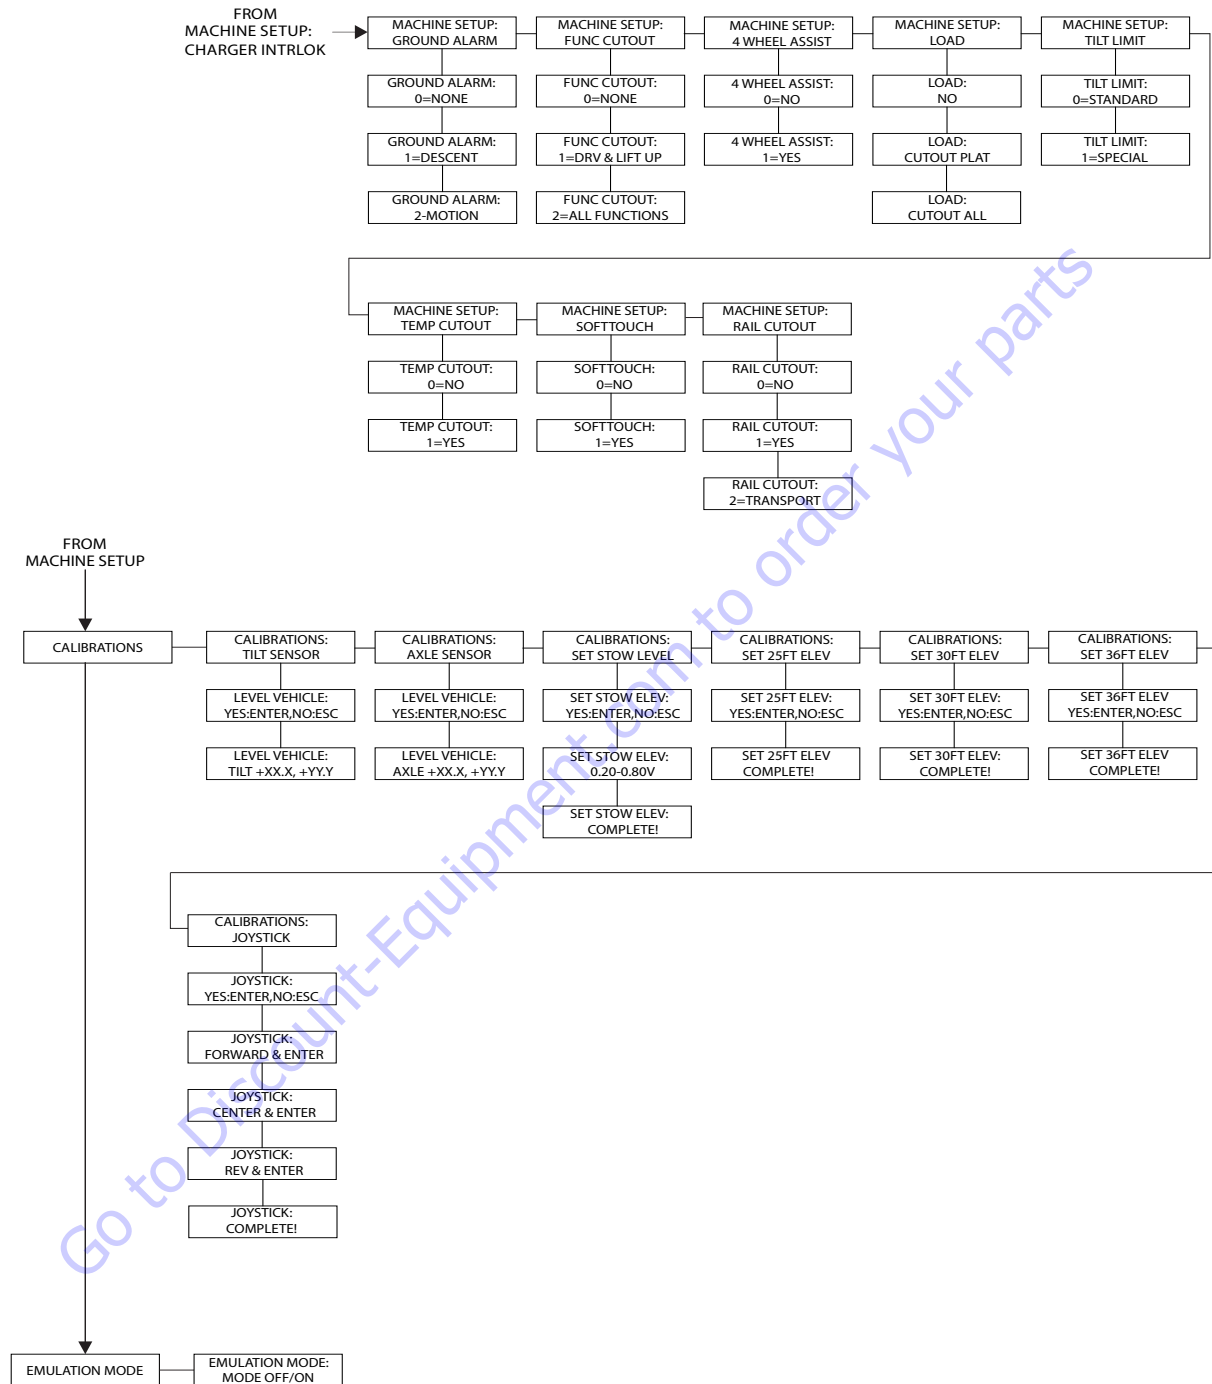 FROM
MACHINE SETUP:
CHARGER INTRLOK
MACHINE SETUP:
GROUND ALARM
GROUND ALARM:
0=NONE
GROUND ALARM:
1=DESCENT
GROUND ALARM:
2-MOTION
MACHINE SETUP:
FUNC CUTOUT
FUNC CUTOUT:
0=NONE
FUNC CUTOUT:
1=DRV & LIFT UP
FUNC CUTOUT:
2=ALL FUNCTIONS
MACHINE SETUP:
4 WHEEL ASSIST
4 WHEEL ASSIST:
0=NO
4 WHEEL ASSIST:
1=YES
MACHINE SETUP:
LOAD
LOAD:
NO
LOAD:
CUTOUT PLAT
LOAD:
CUTOUT ALL
MACHINE SETUP:
TILT LIMIT
TILT LIMIT:
0=STANDARD
TILT LIMIT:
1=SPECIAL
MACHINE SETUP:
TEMP CUTOUT
TEMP CUTOUT:
0=NO
TEMP CUTOUT:
1=YES
MACHINE SETUP:
SOFTTOUCH
SOFTTOUCH:
0=NO
SOFTTOUCH:
1=YES
MACHINE SETUP:
RAIL CUTOUT
RAIL CUTOUT:
0=NO
RAIL CUTOUT:
1=YES
RAIL CUTOUT:
2=TRANSPORT
FROM
MACHINE SETUP
CALIBRATIONS
CALIBRATIONS:
TILT SENSOR
LEVEL VEHICLE:
YES:ENTER,NO:ESC
LEVEL VEHICLE:
TILT +XX.X, +YY.Y
CALIBRATIONS:
AXLE SENSOR
LEVEL VEHICLE:
YES:ENTER,NO:ESC
LEVEL VEHICLE:
AXLE +XX.X, +YY.Y
CALIBRATIONS:
SET STOW LEVEL
SET STOW ELEV:
YES:ENTER,NO:ESC
SET STOW ELEV:
0.20-0.80V
SET STOW ELEV:
COMPLETE!
CALIBRATIONS:
SET 25FT ELEV
SET 25FT ELEV:
YES:ENTER,NO:ESC
SET 25FT ELEV
COMPLETE!
CALIBRATIONS:
SET 30FT ELEV
SET 30FT ELEV:
YES:ENTER,NO:ESC
SET 30FT ELEV:
COMPLETE!
CALIBRATIONS:
SET 36FT ELEV
SET 36FT ELEV
YES:ENTER,NO:ESC
SET 36FT ELEV
COMPLETE!
CALIBRATIONS:
JOYSTICK
JOYSTICK:
YES:ENTER,NO:ESC
JOYSTICK:
FORWARD & ENTER
JOYSTICK:
CENTER & ENTER
JOYSTICK:
REV & ENTER
JOYSTICK:
COMPLETE!
EMULATION MODE
EMULATION MODE:
MODE OFF/ON
Go to Discount-Equipment.com to order your parts